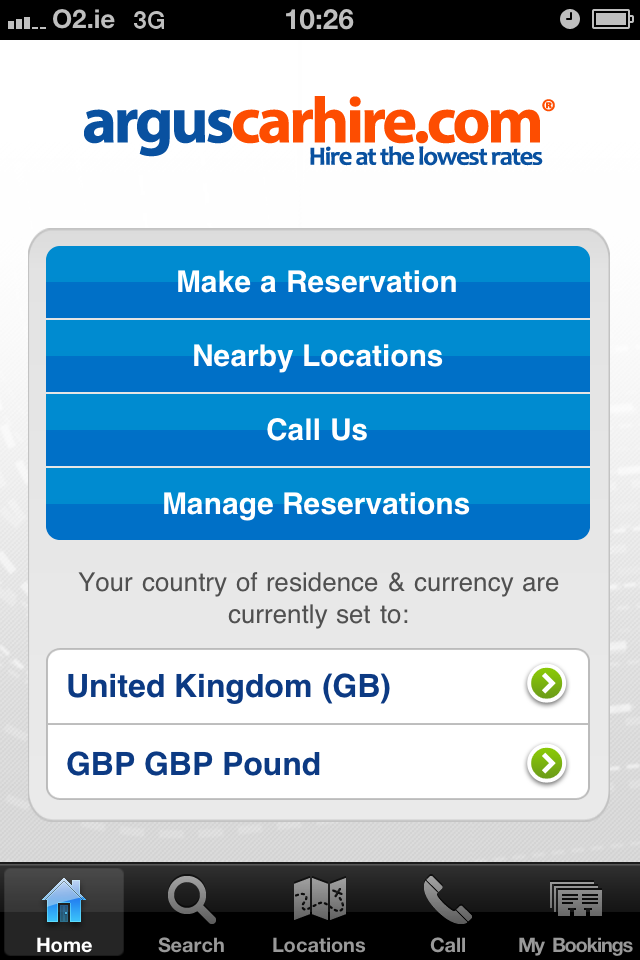 O2.ie 3G 10:26
arguscarhire.com®
Hire at the lowest rates
Make a Reservation
Nearby Locations
Call Us
Manage Reservations
Your country of residence & currency are
currently set to:
United Kingdom (GB)
GBP GBP Pound
Home Search Locations Call My Bookings